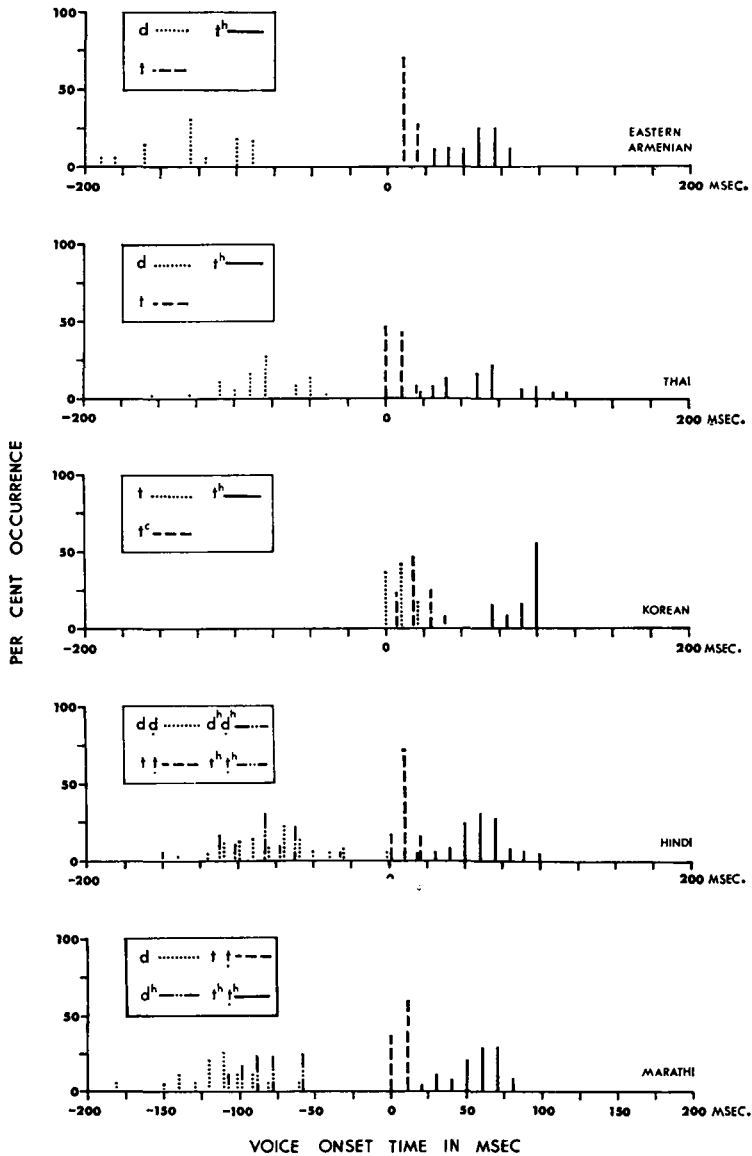 PER CENT OCCURRENCE
100
50
0
d tʰ
t
EASTERN
ARMENIAN
-200 0 200 MSEC.
100
50
0
d tʰ
t
THAI
-200 0 200 MSEC.
100
50
0
t tʰ
tᶜ
KOREAN
-200 0 200 MSEC.
100
50
0
d ḍ dʰ ḍʰ
t ṭ tʰ ṭʰ
HINDI
-200 0 200 MSEC.
100
50
0
d t ṭ
dʰ tʰ ṭʰ
MARATHI
-200 -150 -100 -50 0 50 100 200 MSEC.
VOICE ONSET TIME IN MSEC